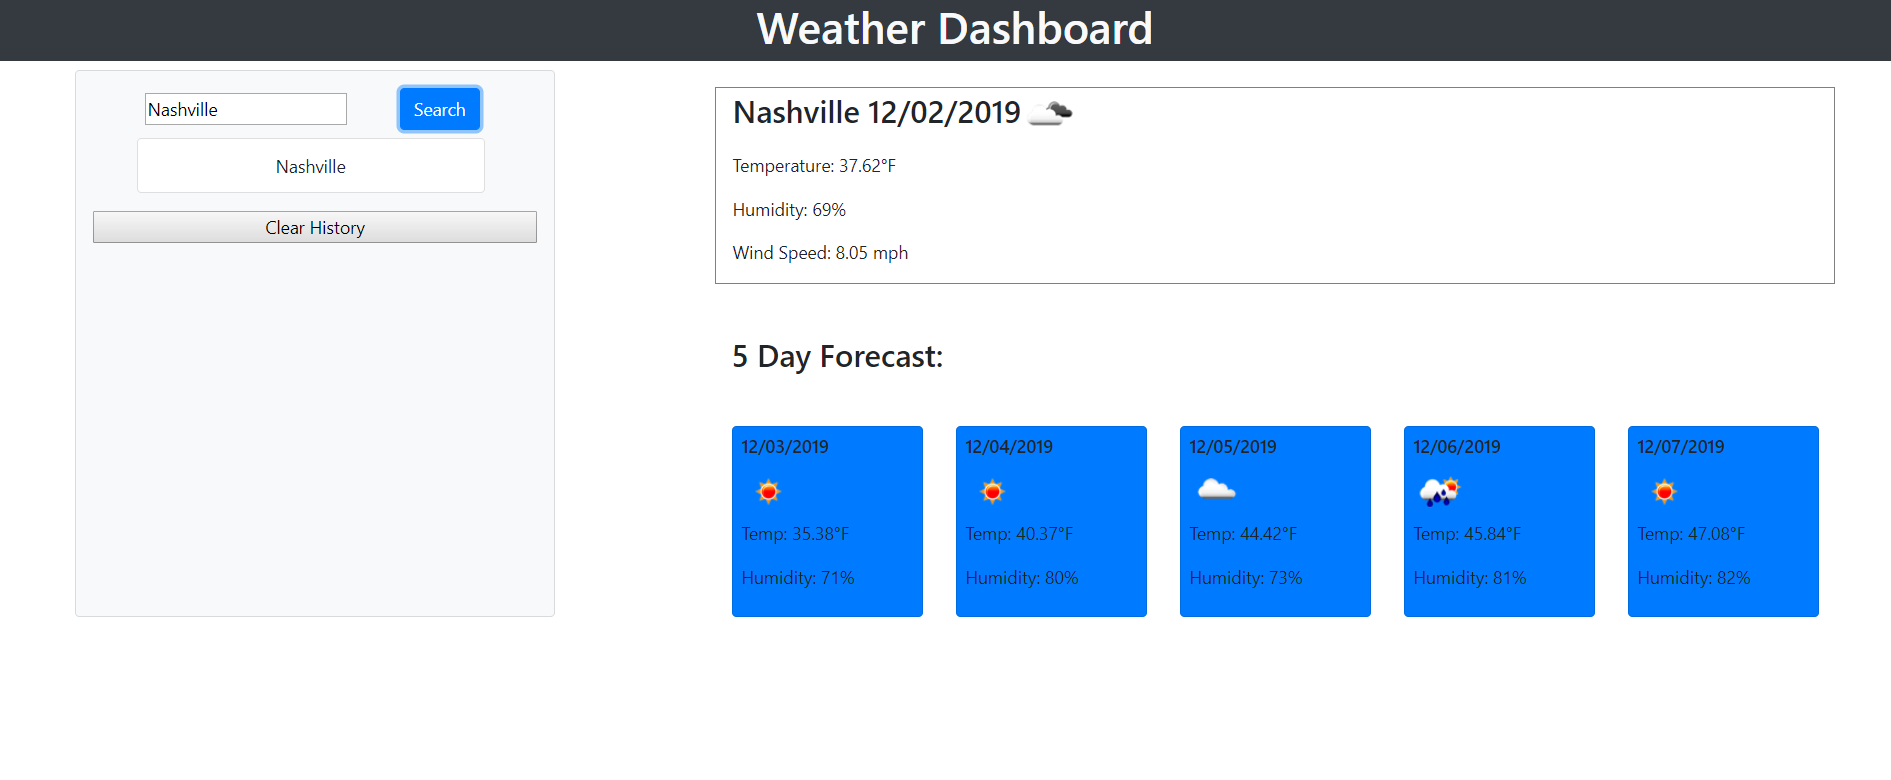 Weather Dashboard
Nashville
Search
Nashville
Clear History
Nashville 12/02/2019
Temperature: 37.62°F
Humidity: 69%
Wind Speed: 8.05 mph
5 Day Forecast:
12/03/2019
Temp: 35.38°F
Humidity: 71%
12/04/2019
Temp: 40.37°F
Humidity: 80%
12/05/2019
Temp: 44.42°F
Humidity: 73%
12/06/2019
Temp: 45.84°F
Humidity: 81%
12/07/2019
Temp: 47.08°F
Humidity: 82%